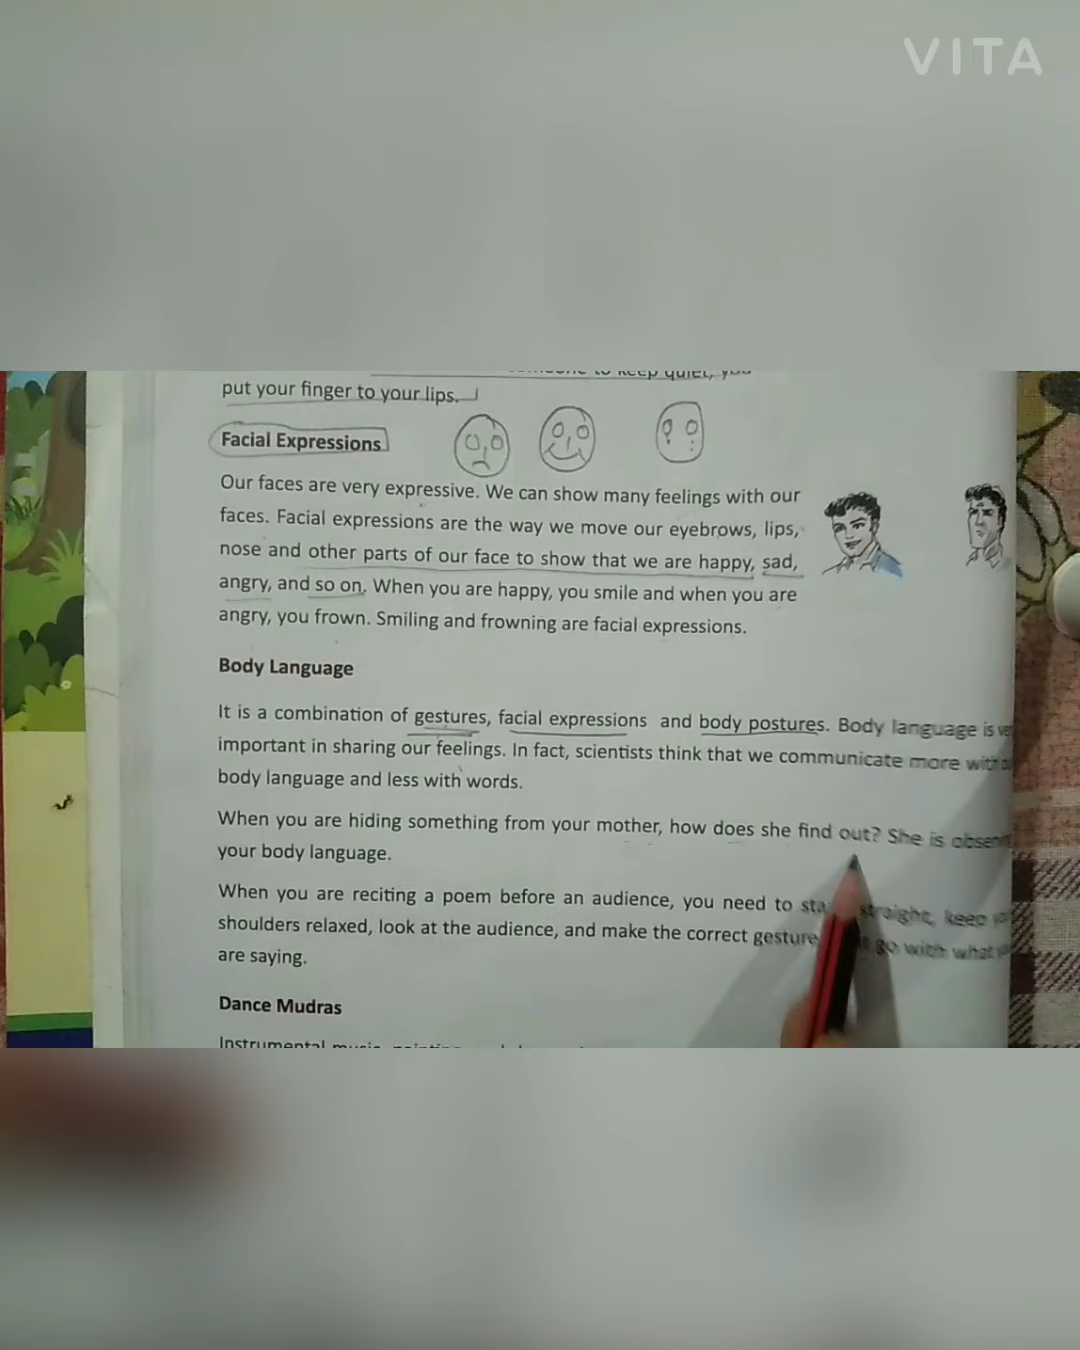 VITA
to keep quiet, you
put your finger to your lips.
Facial Expressions
Our faces are very expressive. We can show many feelings with our
faces. Facial expressions are the way we move our eyebrows, lips,
nose and other parts of our face to show that we are happy, sad,
angry, and so on. When you are happy, you smile and when you are
angry, you frown. Smiling and frowning are facial expressions.
Body Language
It is a combination of gestures, facial expressions and body postures. Body language is
important in sharing our feelings. In fact, scientists think that we communicate more with
body language and less with words.
When you are hiding something from your mother, how does she find out? She is
your body language.
When you are reciting a poem before an audience, you need to straight, keep
shoulders relaxed, look at the audience, and make the correct go with what
are saying.
Dance Mudras
Instrumental music,